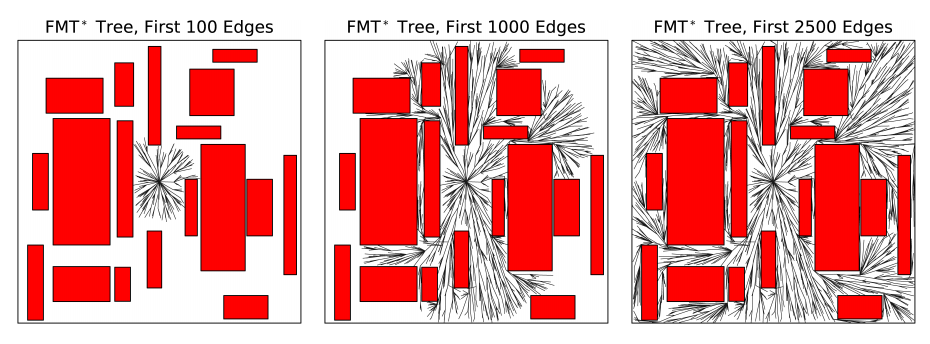 FMT* Tree, First 100 Edges
FMT* Tree, First 1000 Edges
FMT* Tree, First 2500 Edges